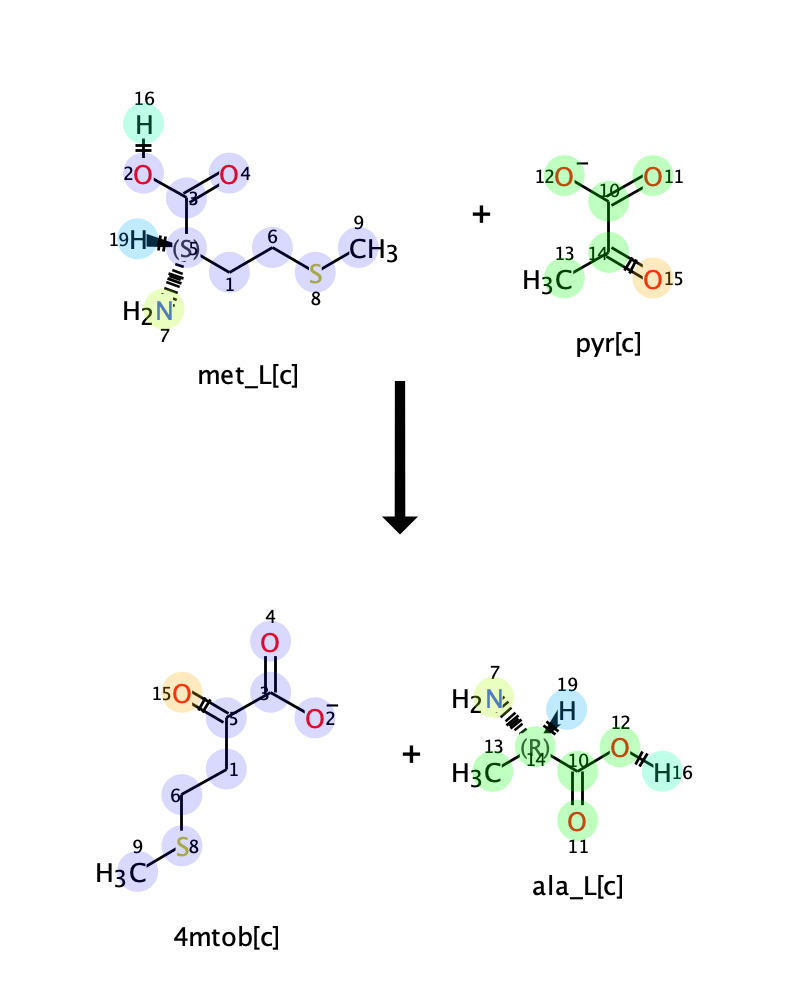 16
H
2 O O 4
3
19 H (S) 5
1
6
S
8
9
CH3
H2N
7
met_L[c]
+
12 O −
10
O 11
13
H3C
14
O 15
pyr[c]
4
O
15 O
3
5
O 2 −
1
6
S 8
9
H3C
4mtob[c]
+
7
H2N
19
H
12
O
(R)
14
13
H3C
10
H 16
O
11
ala_L[c]